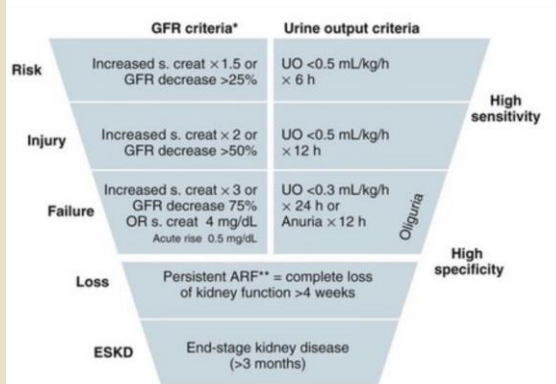 GFR criteria*
Urine output criteria
Risk
Increased s. creat ×1.5 or
GFR decrease >25%
UO <0.5 mL/kg/h
× 6 h
High
sensitivity
Injury
Increased s. creat × 2 or
GFR decrease >50%
UO <0.5 mL/kg/h
× 12 h
Failure
Increased s. creat × 3 or
GFR decrease 75%
OR s. creat 4 mg/dL
Acute rise 0.5 mg/dL
UO <0.3 mL/kg/h
× 24 h or
Anuria × 12 h
Oliguria
High
specificity
Loss
Persistent ARF** = complete loss
of kidney function >4 weeks
ESKD
End-stage kidney disease
(>3 months)